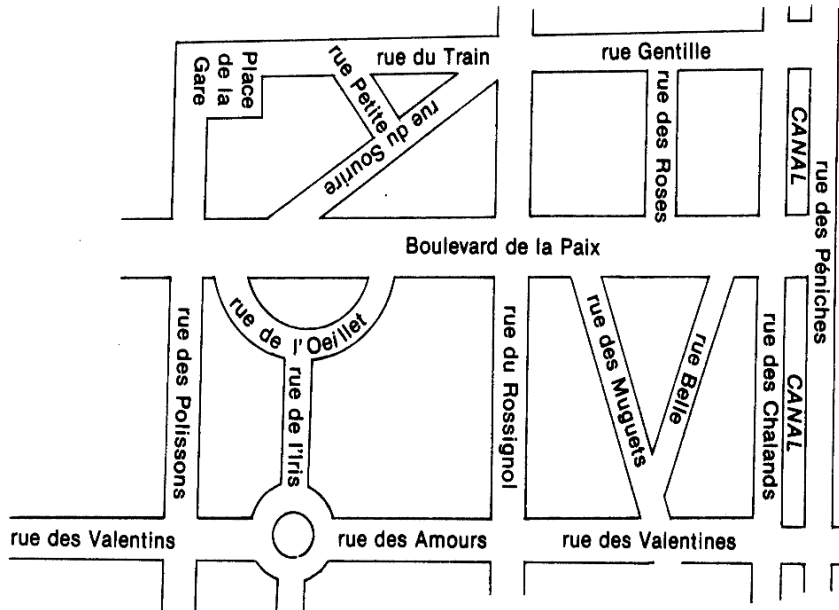 Place
de la
Gare
rue Petite
rue du Train
rue Gentille
rue du Sourire
rue des Roses
CANAL
rue des Péniches
Boulevard de la Paix
rue des Polissons
rue de l'Oeillet
rue de l'Iris
rue du Rossignol
rue des Muguets
rue Belle
rue des Chalands
CANAL
rue des Valentins
rue des Amours
rue des Valentines